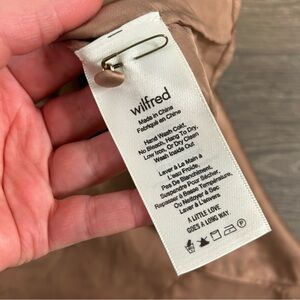 wilfred
Made in China
Fabriqué en Chine
Hand Wash Cold,
No Bleach, Hang To Dry,
Low Iron, Or Dry Clean
Wash Inside Out
Laver À La Main À
L'eau Froide,
Pas De Blanchiment,
Suspendre Pour Sécher,
Repasser À Basse Température,
Ou Nettoyer À Sec
Laver À L'envers
A LITTLE LOVE
GOES A LONG WAY
P